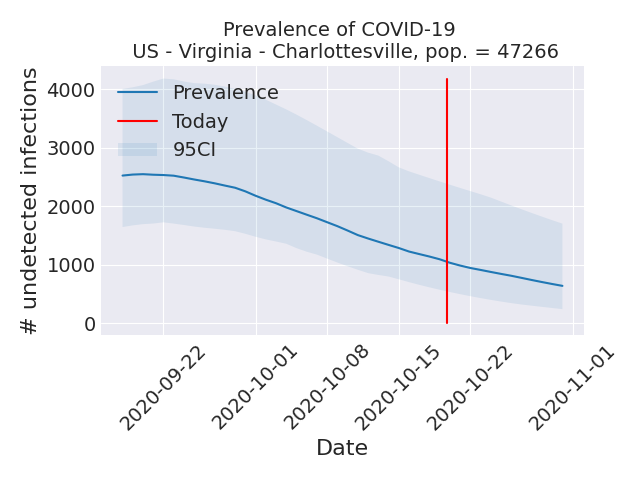 Prevalence of COVID-19
US - Virginia - Charlottesville, pop. = 47266
# undetected infections
4000
3000
2000
1000
0
Prevalence
Today
95CI
2020-09-22
2020-10-01
2020-10-08
2020-10-15
2020-10-22
2020-11-01
Date